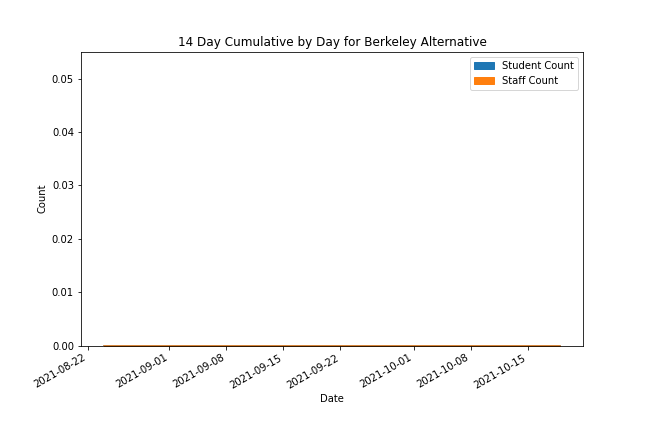 14 Day Cumulative by Day for Berkeley Alternative
Student Count
Staff Count
0.05
0.04
0.03
0.02
0.01
0.00
Count
2021-08-22
2021-09-01
2021-09-08
2021-09-15
2021-09-22
2021-10-01
2021-10-08
2021-10-15
Date